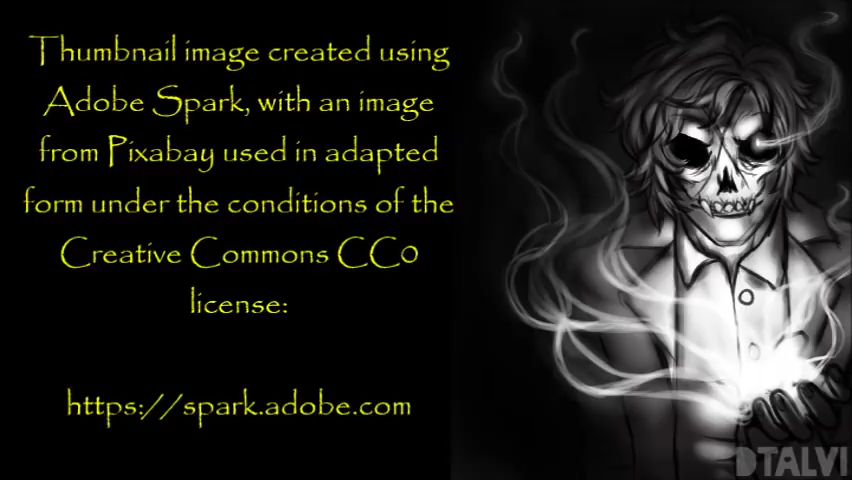 Thumbnail image created using
Adobe Spark, with an image
from Pixabay used in adapted
form under the conditions of the
Creative Commons CC0
license:
https://spark.adobe.com
DTALVI